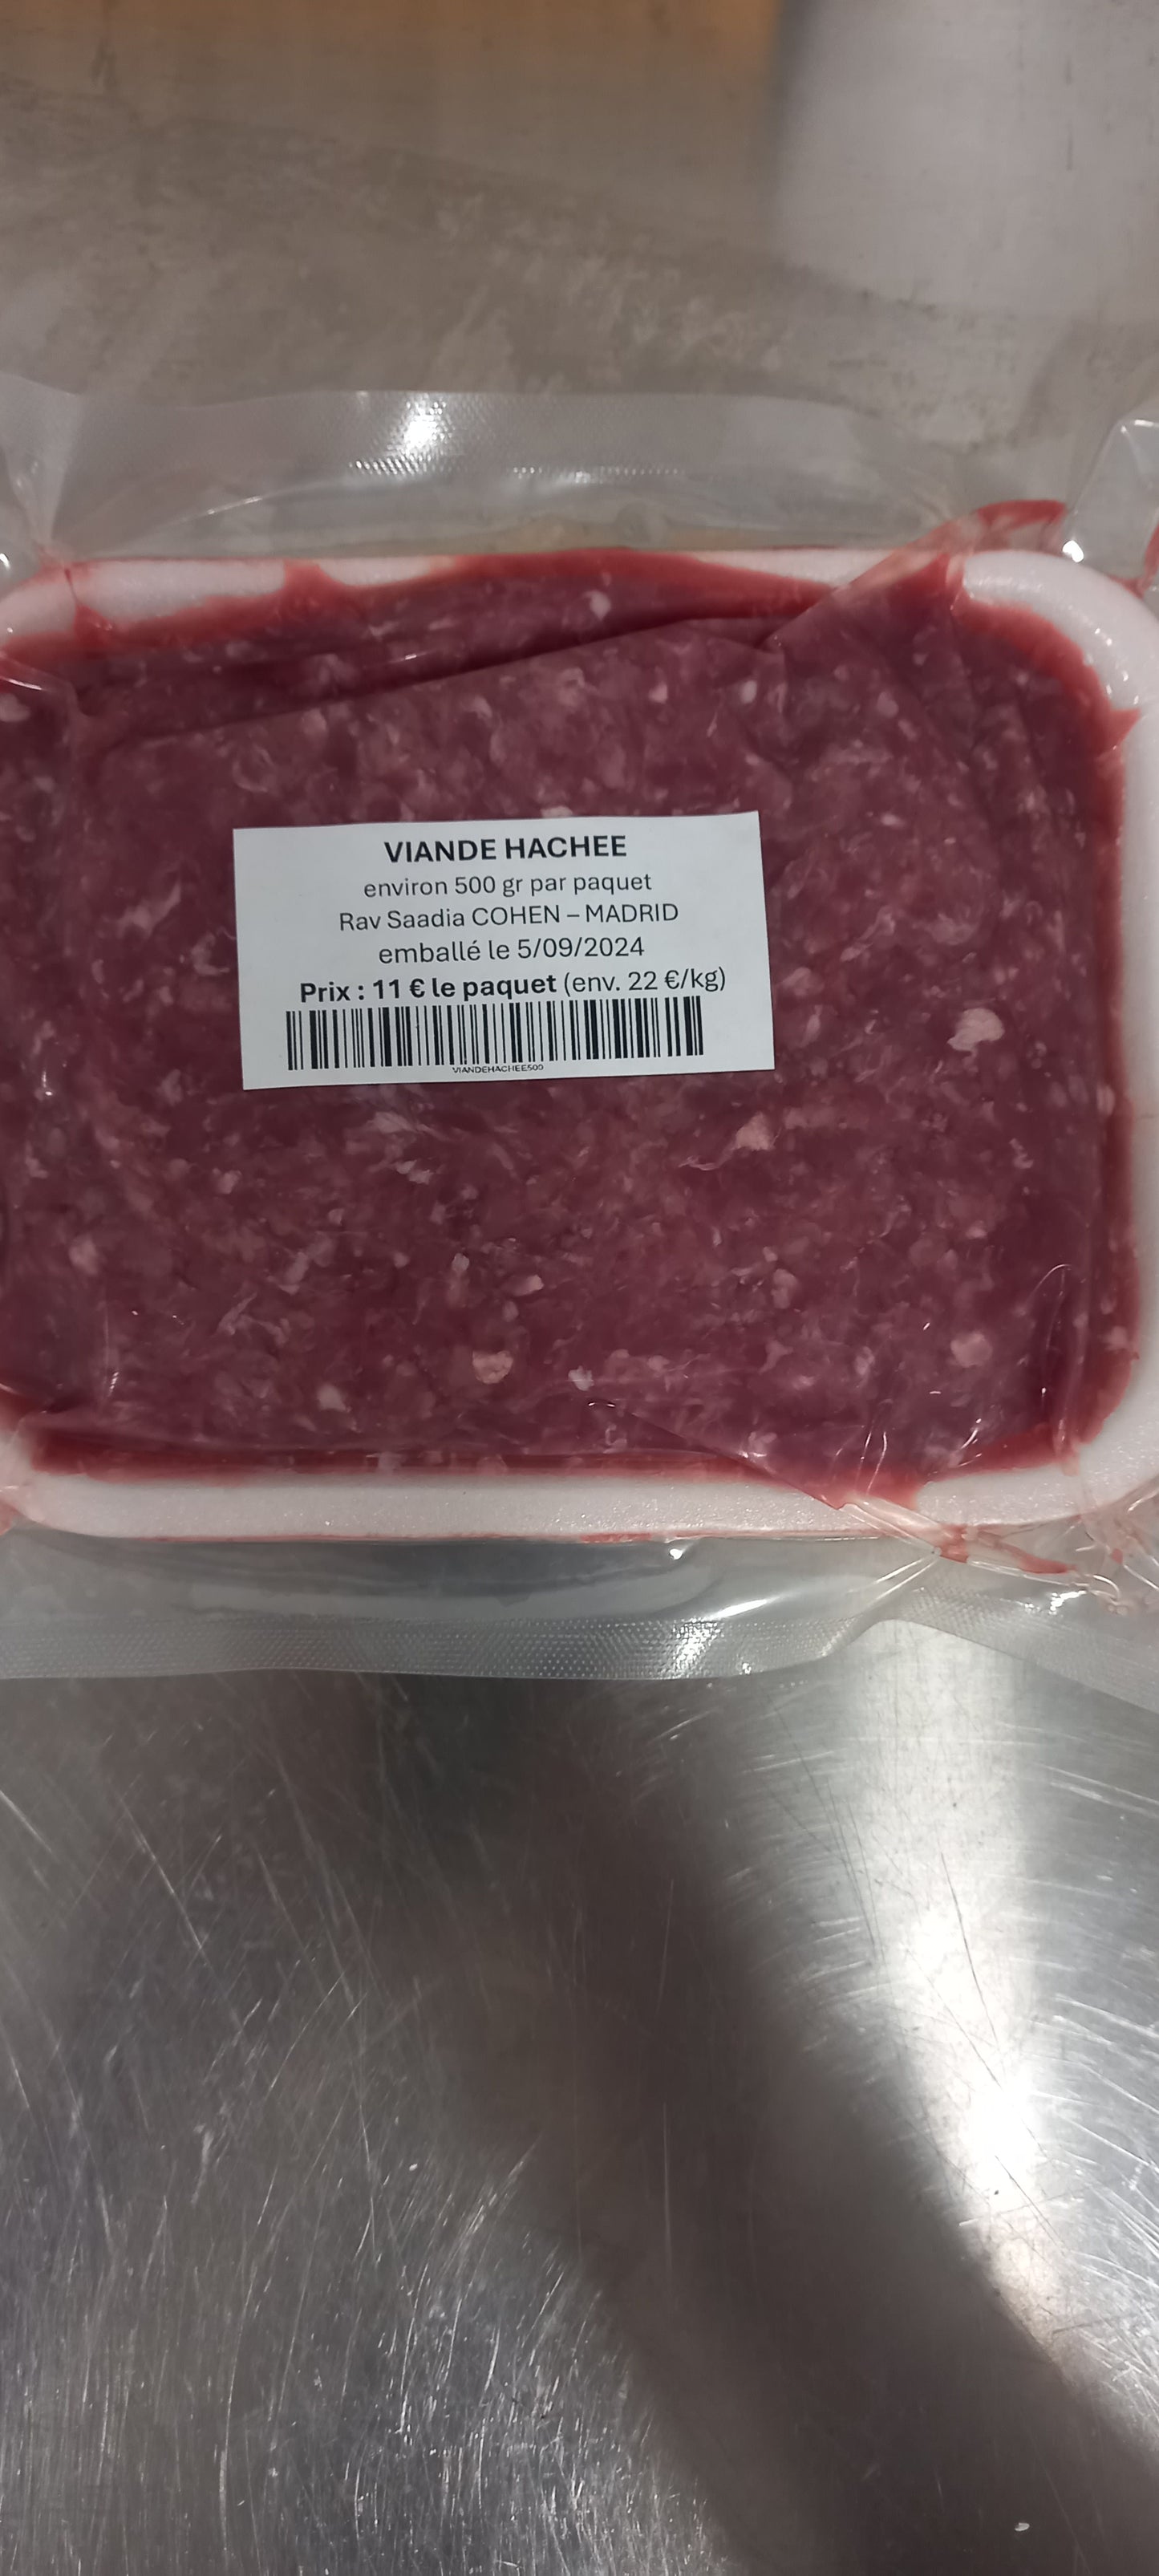 VIANDE HACHEE
environ 500 gr par paquet
Rav Saadia COHEN – MADRID
emballé le 5/09/2024
Prix : 11 € le paquet (env. 22 €/kg)
VIANDEHACHEE500